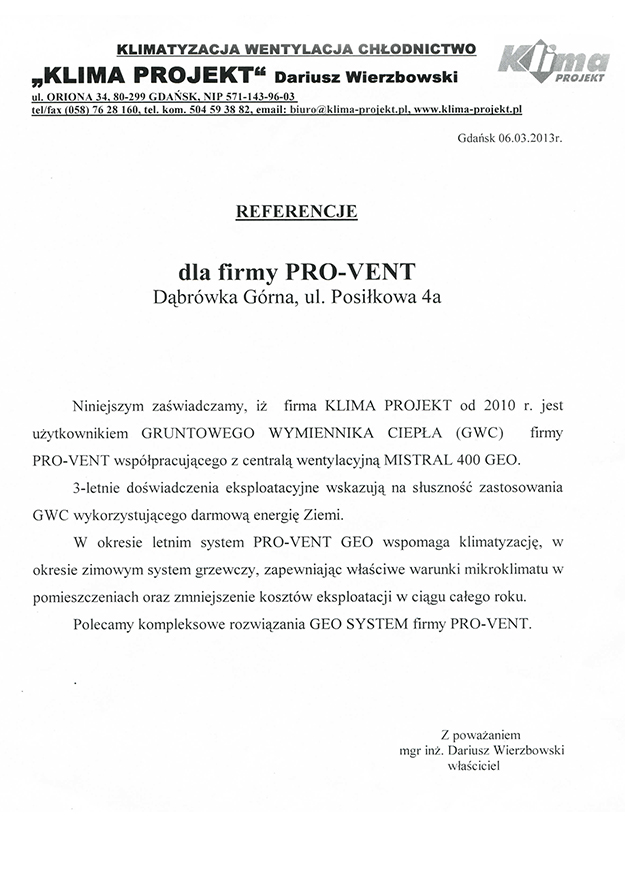 KLIMATYZACJA WENTYLACJA CHŁODNICTWO
„KLIMA PROJEKT“ Dariusz Wierzbowski
ul. ORIONA 34, 80-299 GDAŃSK, NIP 571-143-96-03
tel/fax (058) 76 28 160, tel. kom. 504 59 38 82, email: biuro@klima-projekt.pl, www.klima-projekt.pl
Klima
PROJEKT
Gdańsk 06.03.2013r.
REFERENCJE
dla firmy PRO-VENT
Dąbrówka Górna, ul. Posiłkowa 4a
Niniejszym zaświadczamy, iż firma KLIMA PROJEKT od 2010 r. jest
użytkownikiem GRUNTOWEGO WYMIENNIKA CIEPŁA (GWC) firmy
PRO-VENT współpracującego z centralą wentylacyjną MISTRAL 400 GEO.
3-letnie doświadczenia eksploatacyjne wskazują na słuszność zastosowania
GWC wykorzystującego darmową energię Ziemi.
W okresie letnim system PRO-VENT GEO wspomaga klimatyzację, w
okresie zimowym system grzewczy, zapewniając właściwe warunki mikroklimatu w
pomieszczeniach oraz zmniejszenie kosztów eksploatacji w ciągu całego roku.
Polecamy kompleksowe rozwiązania GEO SYSTEM firmy PRO-VENT.
Z poważaniem
mgr inż. Dariusz Wierzbowski
właściciel